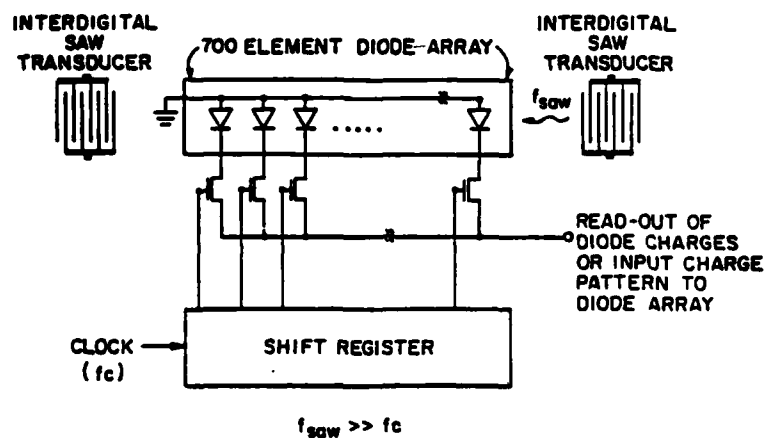 INTERDIGITAL
SAW
TRANSDUCER
700 ELEMENT DIODE ARRAY
INTERDIGITAL
SAW
TRANSDUCER
fsaw
READ-OUT OF
DIODE CHARGES
OR INPUT CHARGE
PATTERN TO
DIODE ARRAY
CLOCK
(fc)
SHIFT REGISTER
fsaw >> fc